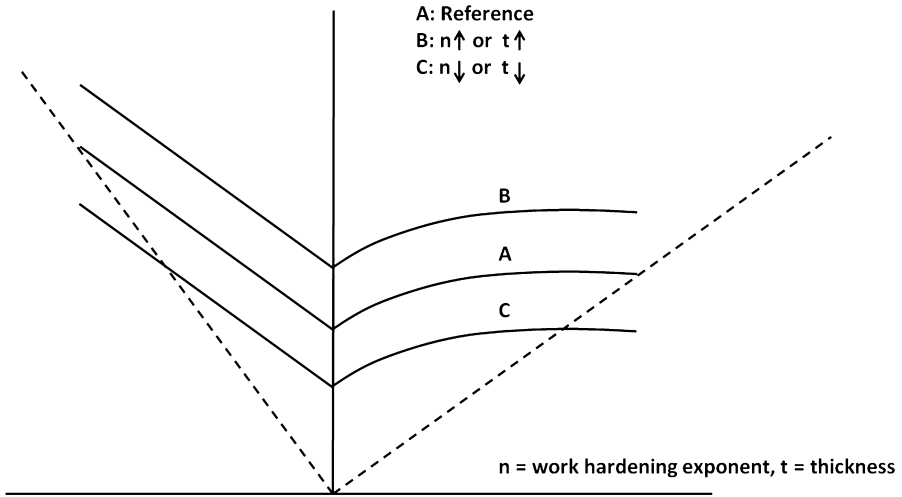 A: Reference
B: n↑ or t↑
C: n↓ or t↓
B
A
C
n = work hardening exponent, t = thickness